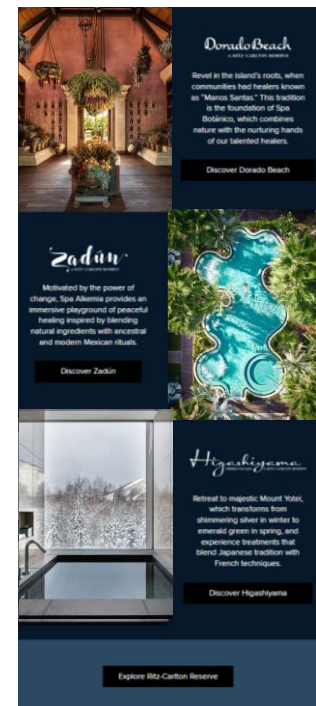 Dorado Beach
A RITZ-CARLTON RESERVE
Revel in the island's roots, when
communities had healers known
as "Manos Santas." This tradition
is the foundation of Spa
Botánico, which combines
nature with the nurturing hands
of our talented healers.
Discover Dorado Beach
Zadún
A RITZ-CARLTON RESERVE
Motivated by the power of
change, Spa Alkemia provides an
immersive playground of peaceful
healing inspired by blending
natural ingredients with ancestral
and modern Mexican rituals.
Discover Zadún
Higashiyama
A RITZ-CARLTON RESERVE
Retreat to majestic Mount Yotei,
which transforms from
shimmering silver in winter to
emerald green in spring, and
experience treatments that
blend Japanese tradition with
French techniques.
Discover Higashiyama
Explore Ritz-Carlton Reserve